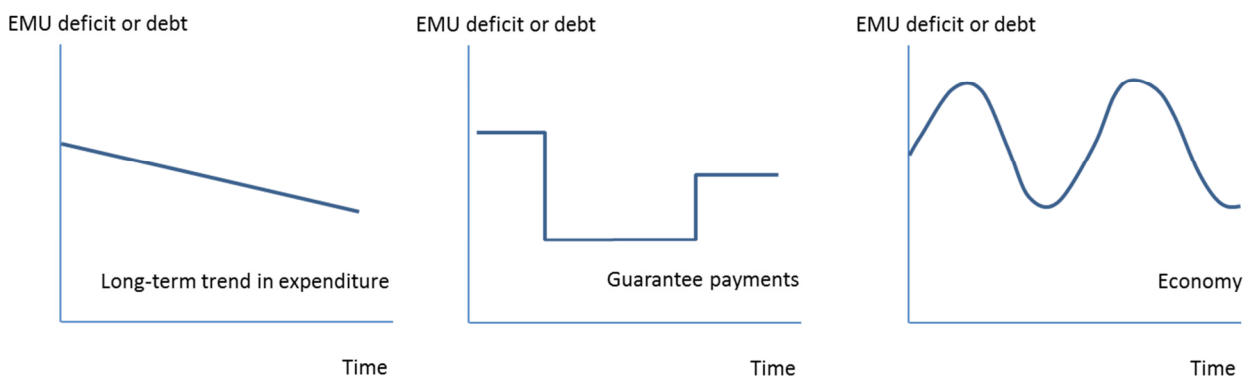 EMU deficit or debt
Long-term trend in expenditure
Time
EMU deficit or debt
Guarantee payments
Time
EMU deficit or debt
Economy
Time